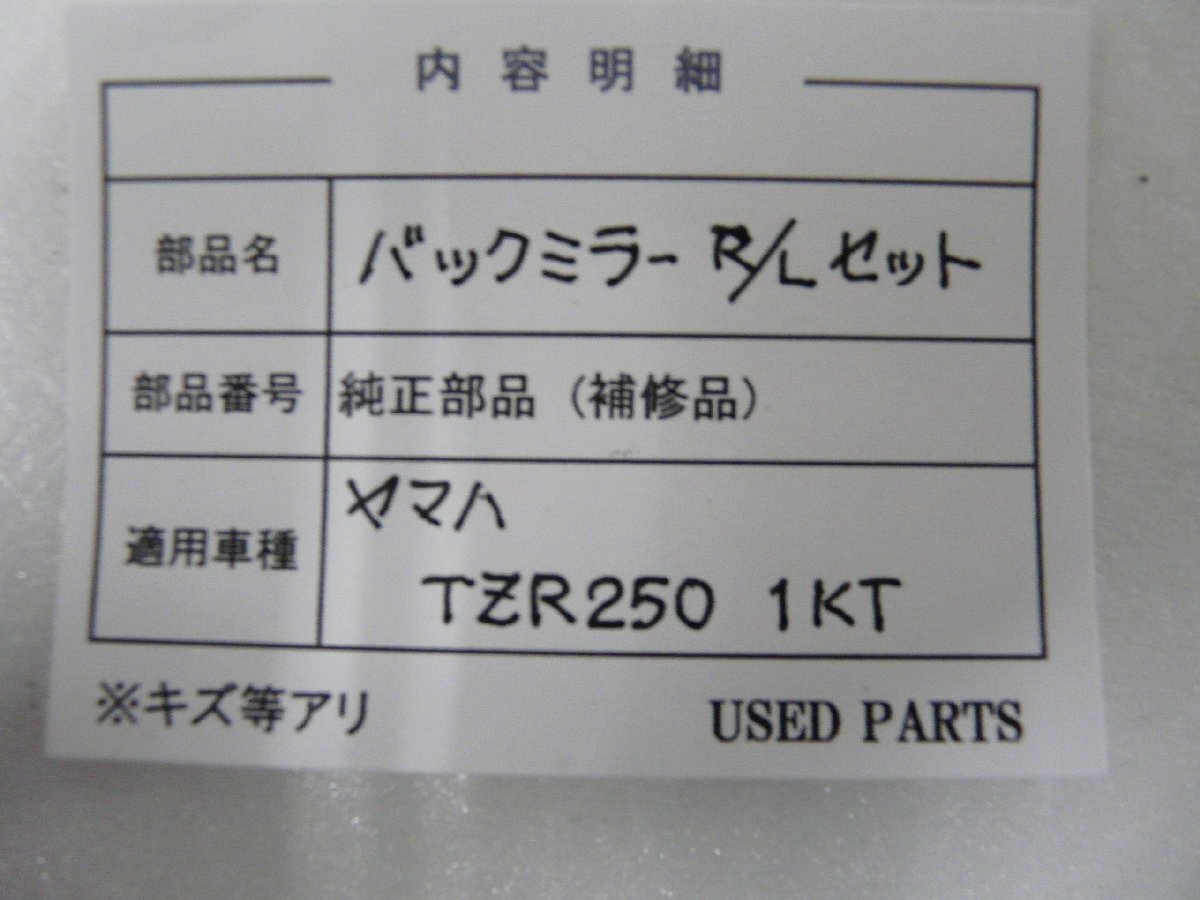 内容明細
部品名 バックミラー R/L セット
部品番号 純正部品（補修品）
適用車種 ヤマハ
TZR250 1KT
※キズ等アリ USED PARTS